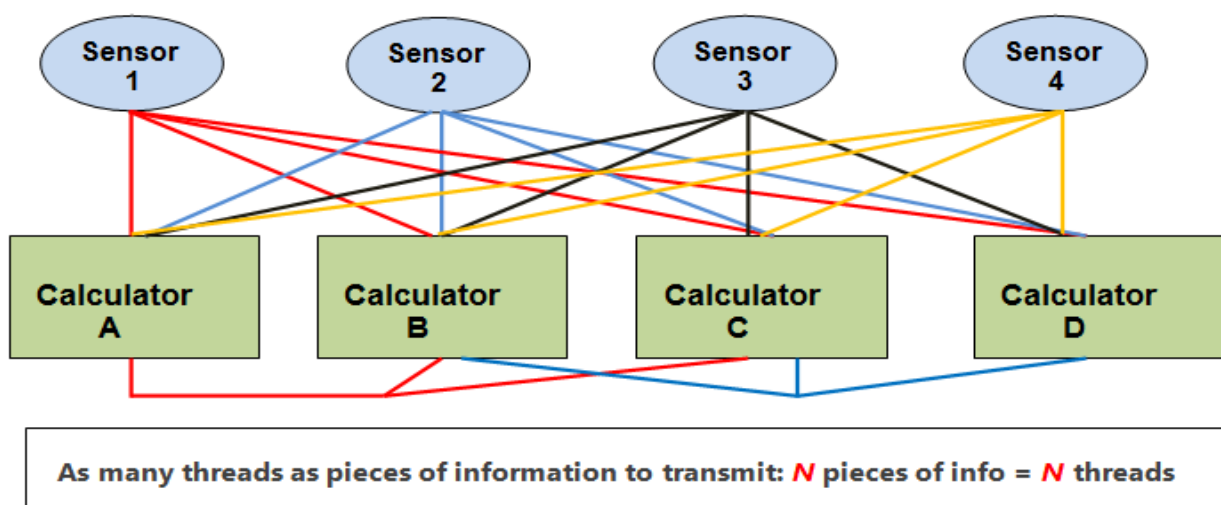 Sensor
1
Sensor
2
Sensor
3
Sensor
4
Calculator
A
Calculator
B
Calculator
C
Calculator
D
As many threads as pieces of information to transmit: N pieces of info = N threads